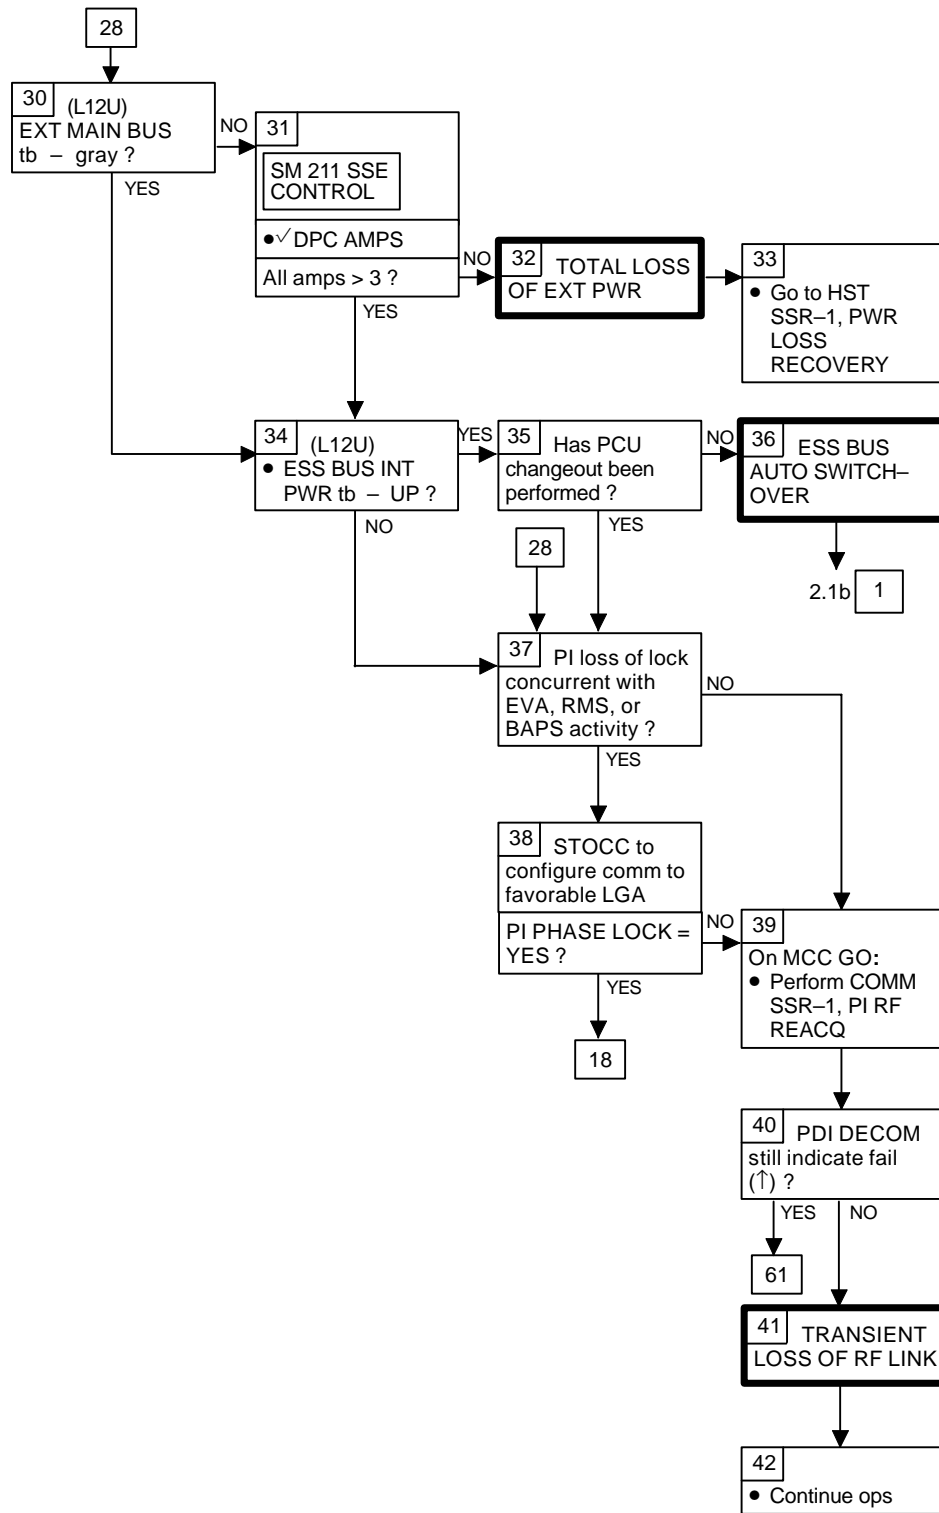 28
30 (L12U)
EXT MAIN BUS
tb – gray ?
NO
YES
31
SM 211 SSE
CONTROL
●√DPC AMPS
All amps > 3 ?
NO
YES
32 TOTAL LOSS
OF EXT PWR
33
● Go to HST
SSR–1, PWR
LOSS
RECOVERY
34 (L12U)
● ESS BUS INT
PWR tb – UP ?
YES
NO
35 Has PCU
changeout been
performed ?
NO
YES
36 ESS BUS
AUTO SWITCH–
OVER
2.1b 1
28
37 PI loss of lock
concurrent with
EVA, RMS, or
BAPS activity ?
NO
YES
38 STOCC to
configure comm to
favorable LGA
PI PHASE LOCK =
YES ?
NO
YES
18
39
On MCC GO:
● Perform COMM
SSR–1, PI RF
REACQ
40 PDI DECOM
still indicate fail
(↑) ?
YES NO
61
41 TRANSIENT
LOSS OF RF LINK
42
● Continue ops